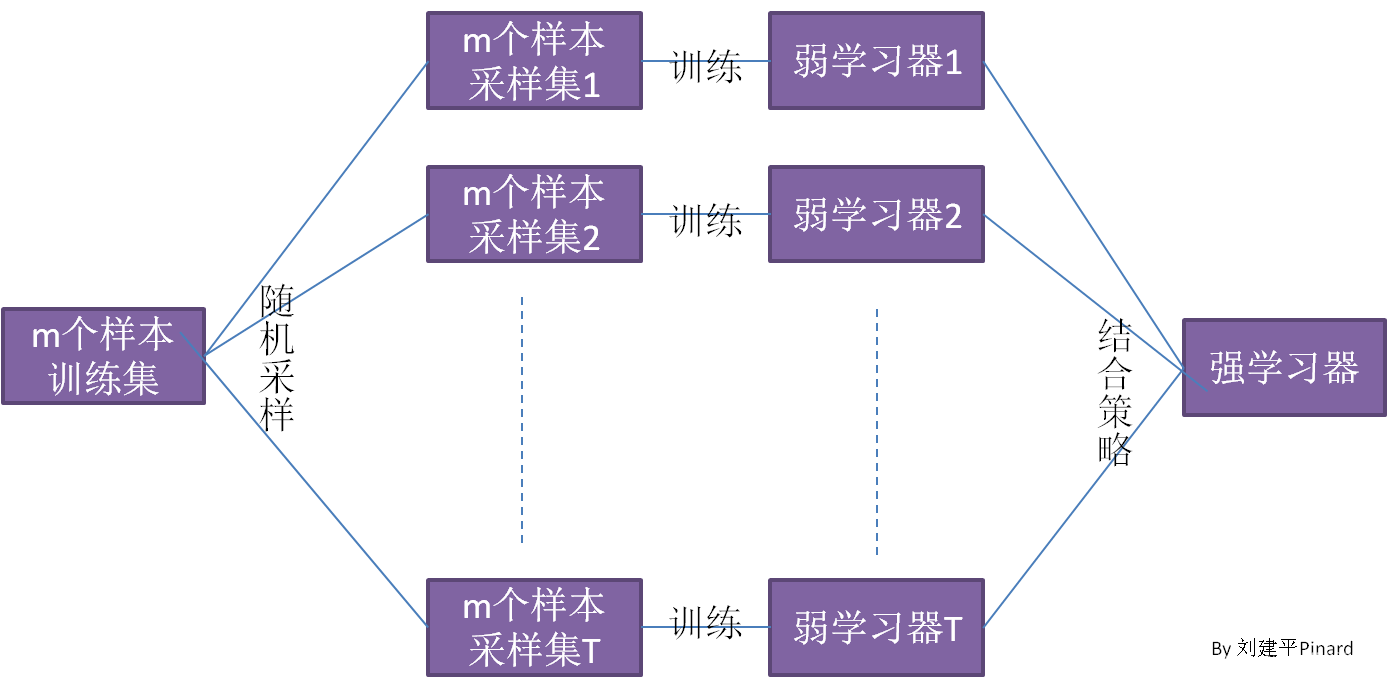 m个样本
采样集1
训练
弱学习器1
m个样本
采样集2
训练
弱学习器2
m个样本
训练集
随机采样
结合策略
强学习器
m个样本
采样集T
训练
弱学习器T
By 刘建平Pinard